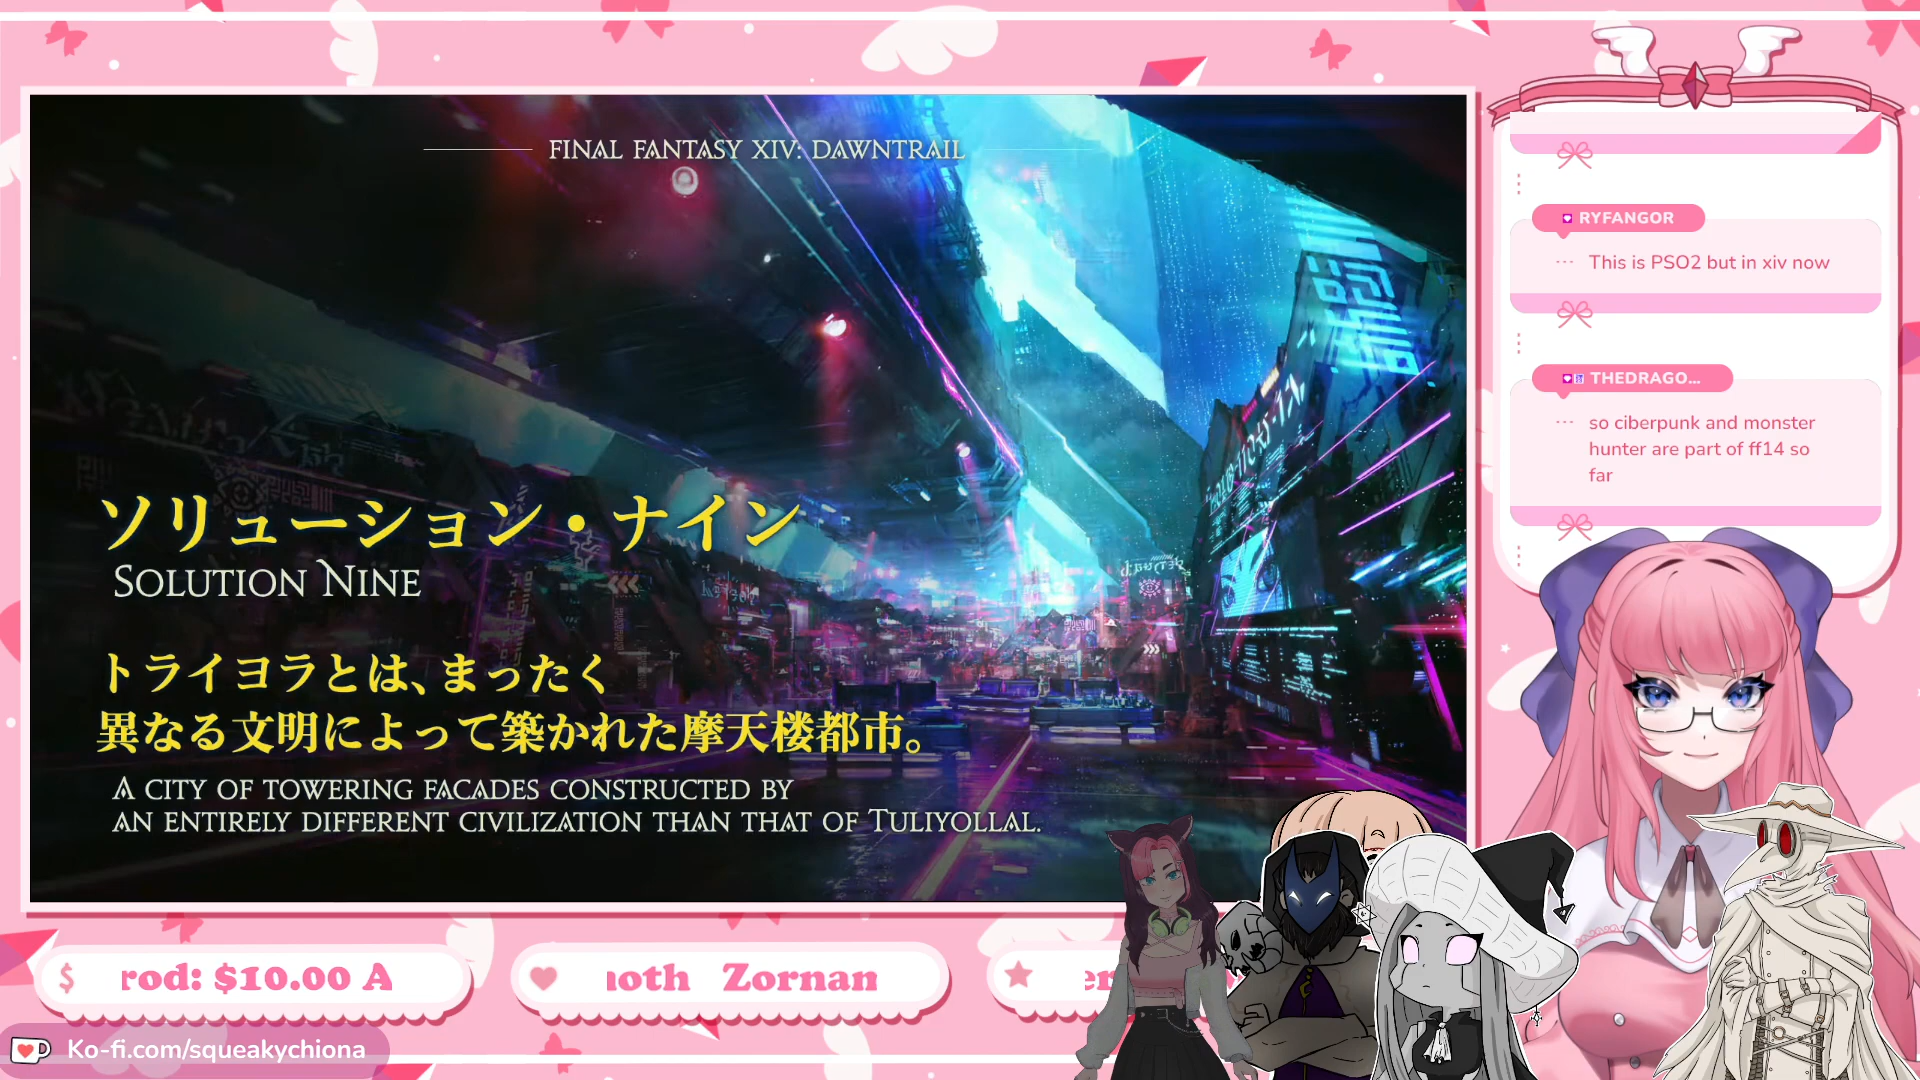 FINAL FANTASY XIV: DAWNTRAIL
ソリューション・ナイン
SOLUTION NINE
トライヨラとは、まったく
異なる文明によって築かれた摩天楼都市。
A CITY OF TOWERING FACADES CONSTRUCTED BY
AN ENTIRELY DIFFERENT CIVILIZATION THAN THAT OF TULIYOLLAL.
RYFANGOR
This is PSO2 but in xiv now
THEDRAGO...
so ciberpunk and monster
hunter are part of ff14 so
far
$ rod: $10.00 A
Zornan
Ko-fi.com/squeakychiona